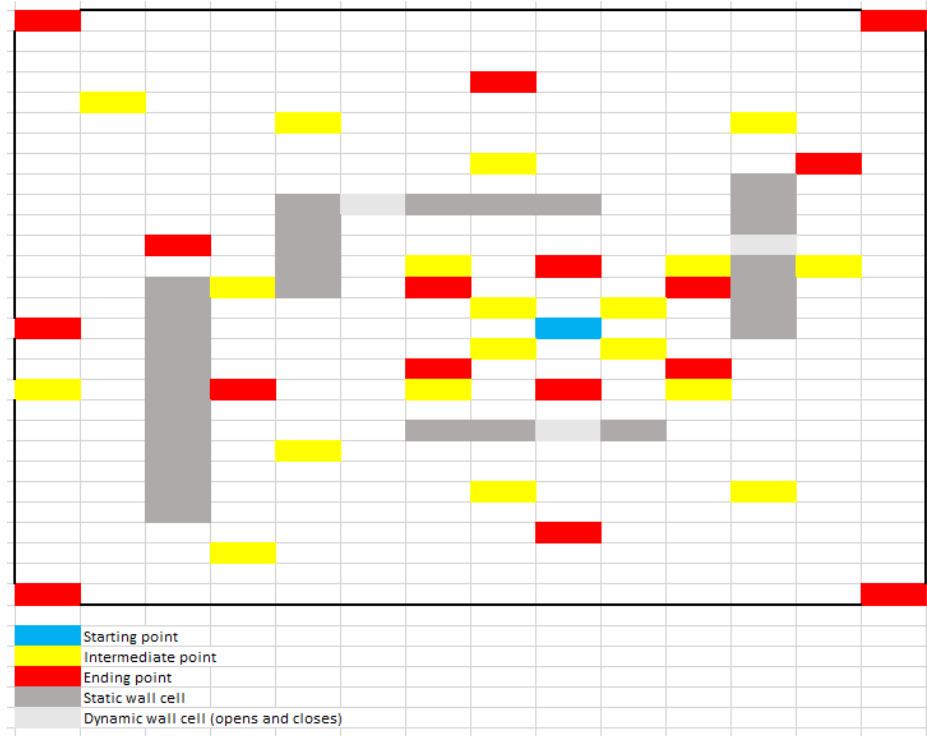 Starting point
Intermediate point
Ending point
Static wall cell
Dynamic wall cell (opens and closes)